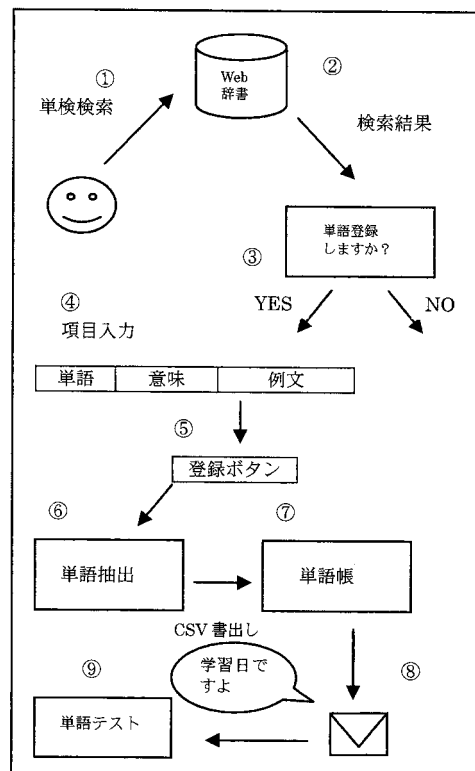 ①
単検検索
Web
辞書
②
検索結果
単語登録
しますか?
③
YES
NO
④
項目入力
単語 意味 例文
⑤
登録ボタン
⑥
単語抽出
⑦
単語帳
CSV 書出し
学習日で
すよ
⑧
⑨
単語テスト